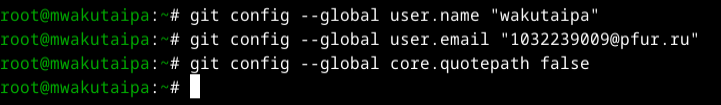 root@mwakutaipa:~# git config --global user.name "wakutaipa"
root@mwakutaipa:~# git config --global user.email "1032239009@pfur.ru"
root@mwakutaipa:~# git config --global core.quotepath false
root@mwakutaipa:~#